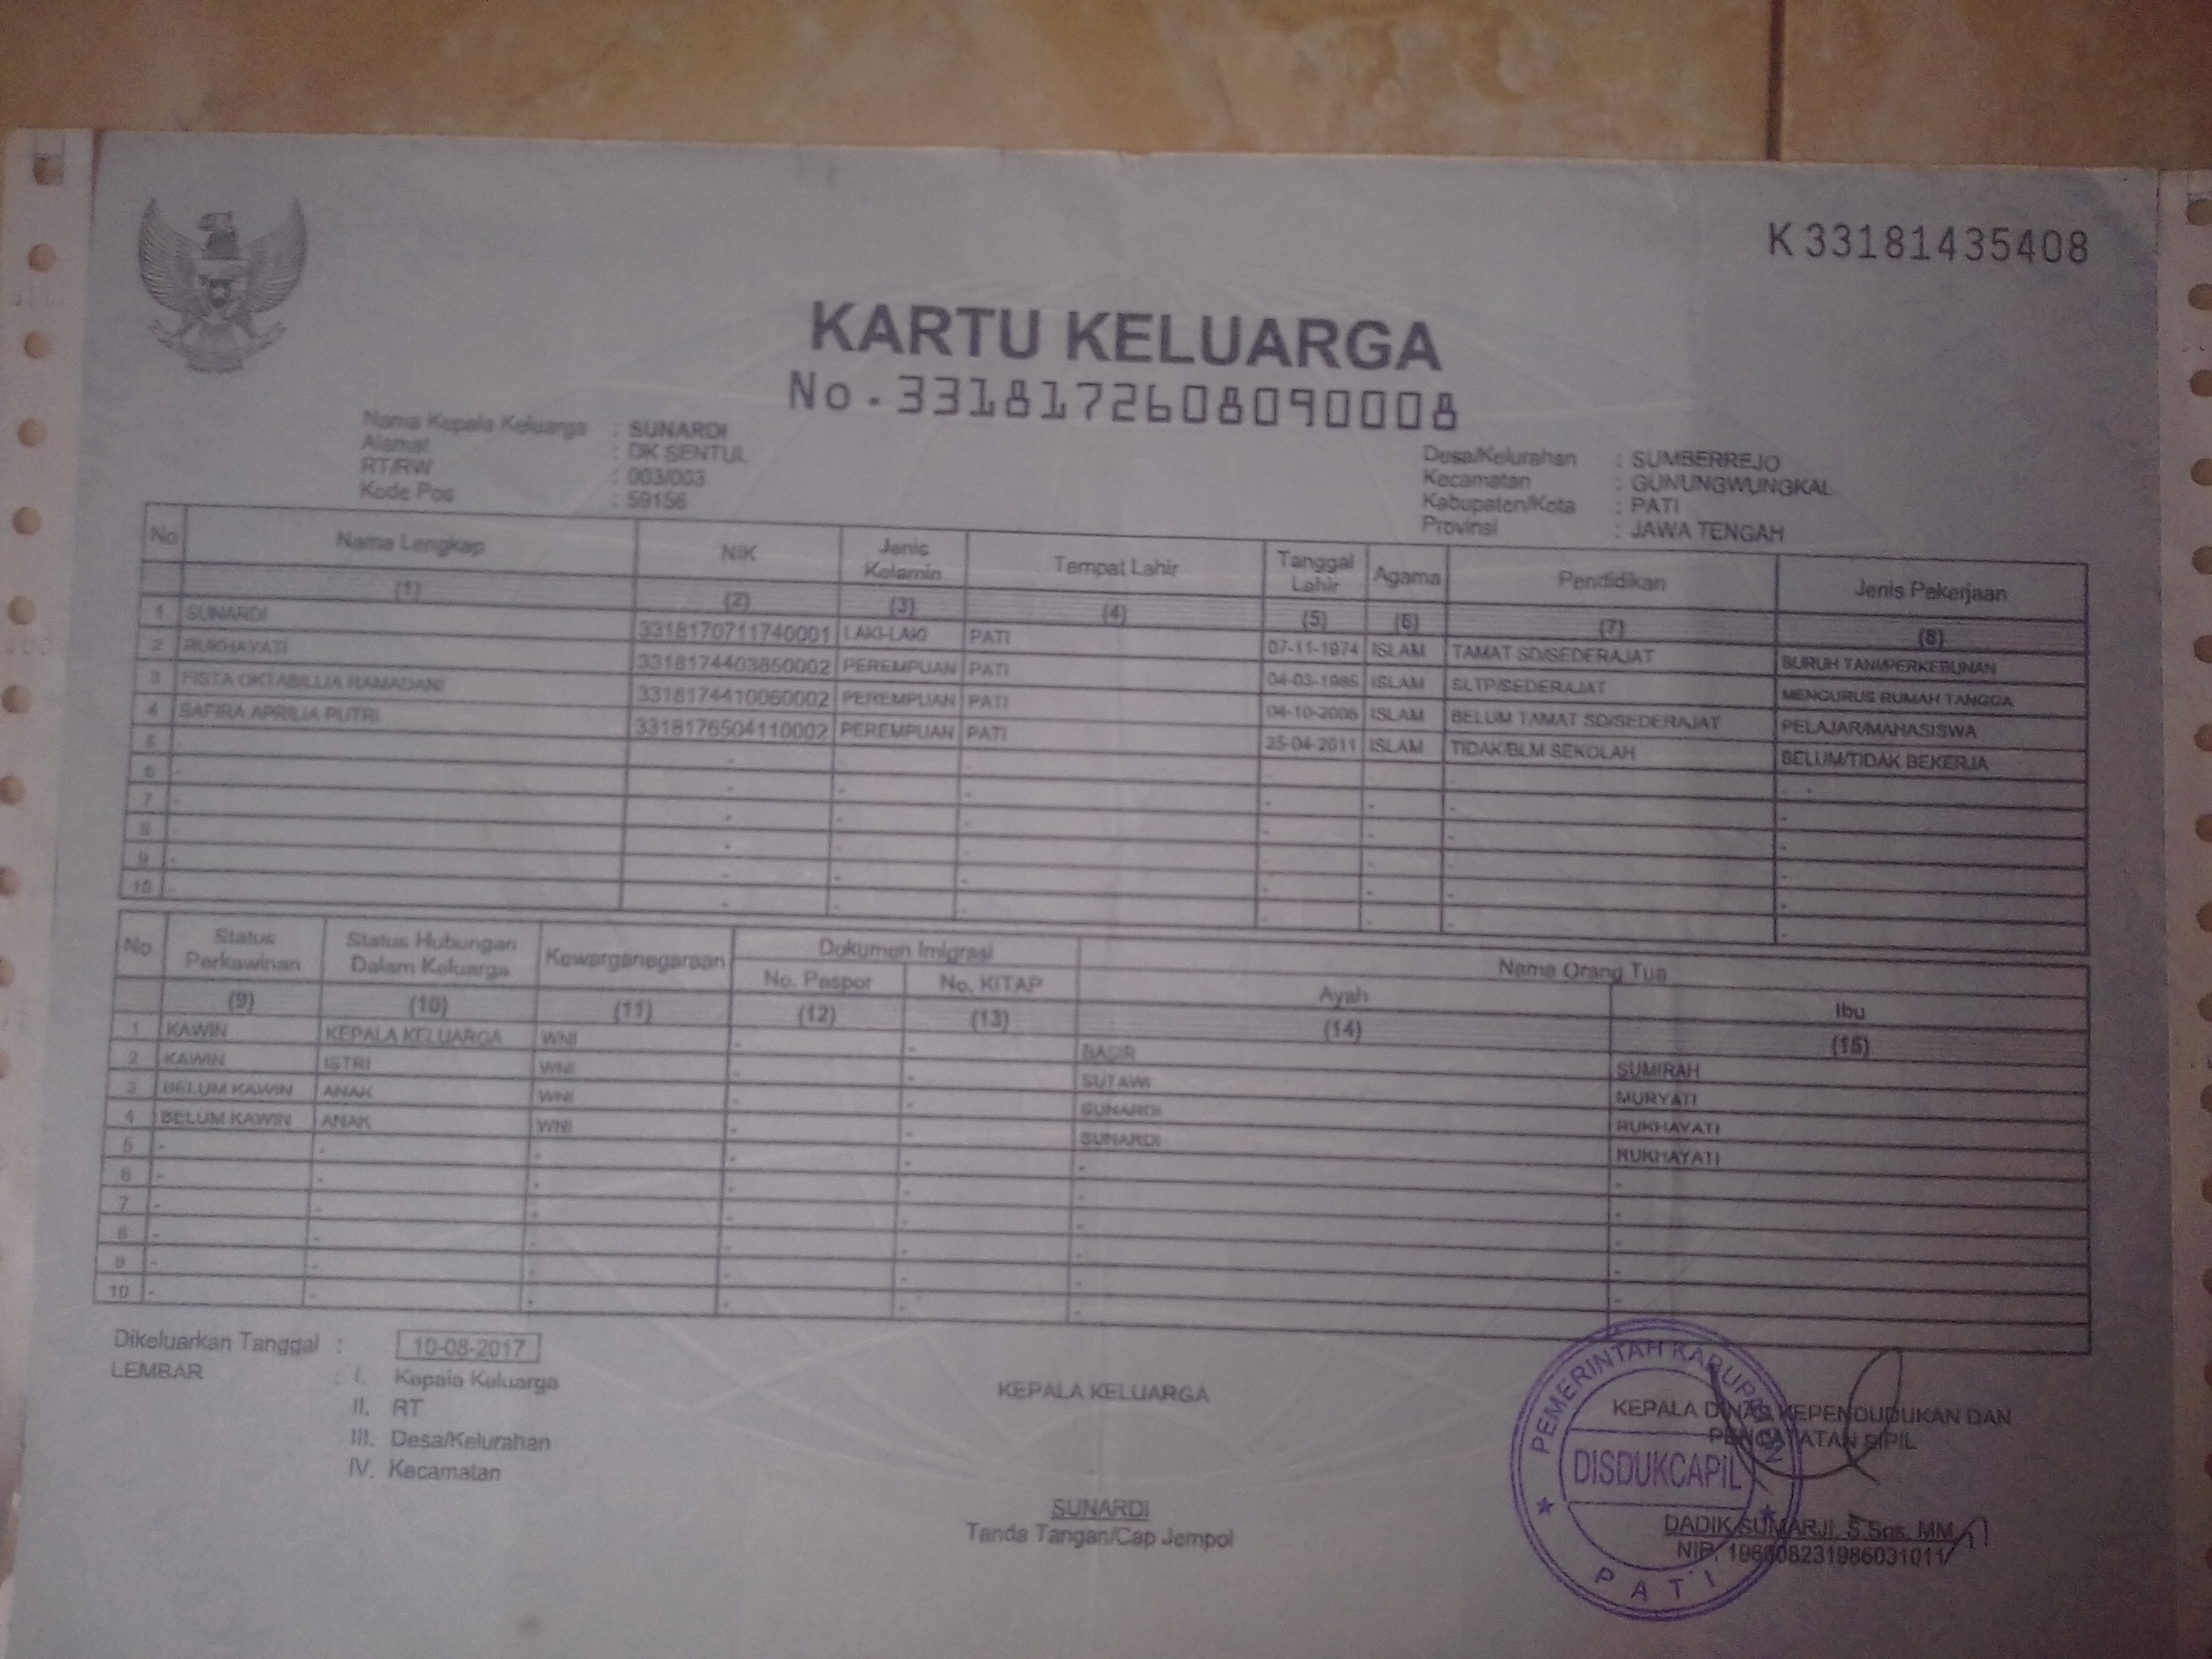 K 3318143 5408
KARTU KELUARGA
No. 3318172608090008
Nama Kepala Keluarga : SUNARDI
Alamat : DK SENTUL
RT/RW : 003/003
Kode Pos : 59156
Desa/Kelurahan : SUMBERREJO
Kecamatan : GUNUNGWUNGKAL
Kabupaten/Kota : PATI
Provinsi : JAWA TENGAH
No Nama Lengkap NIK Jenis Kelamin Tempat Lahir Tanggal Lahir Agama Pendidikan Jenis Pekerjaan
(1) (2) (3) (4) (5) (6) (7) (8)
1 SUNARDI 3318170711740001 LAKI-LAKI PATI 07-11-1974 ISLAM TAMAT SD/SEDERAJAT BURUH TANI/PERKEBUNAN
2 RUKHAYATI 3318174403850002 PEREMPUAN PATI 04-03-1985 ISLAM SLTP/SEDERAJAT MENGURUS RUMAH TANGGA
3 FISTA OKTABELLIA RAMADANI 3318174410060002 PEREMPUAN PATI 04-10-2006 ISLAM BELUM TAMAT SD/SEDERAJAT PELAJAR/MAHASISWA
4 SAFIRA APRILIA PUTRI 3318176504110002 PEREMPUAN PATI 25-04-2011 ISLAM TIDAK/BLM SEKOLAH BELUM/TIDAK BEKERJA
5 - - - - - - - -
6 - - - - - - - -
7 - - - - - - - -
8 - - - - - - - -
9 - - - - - - - -
10 - - - - - - - -
No Status Perkawinan Status Hubungan Dalam Keluarga Kewarganegaraan Dokumen Imigrasi Nama Orang Tua
No. Paspor No. KITAP Ayah Ibu
(9) (10) (11) (12) (13) (14) (15)
1 KAWIN KEPALA KELUARGA WNI - - BASIR SUMIRAH
2 KAWIN ISTRI WNI - - SUTAWI MURYATI
3 BELUM KAWIN ANAK WNI - - SUNARDI RUKHAYATI
4 BELUM KAWIN ANAK WNI - - SUNARDI RUKHAYATI
5 - - - - - - -
6 - - - - - - -
7 - - - - - - -
8 - - - - - - -
9 - - - - - - -
10 - - - - - - -
Dikeluarkan Tanggal : 10-08-2017
LEMBAR : I. Kepala Keluarga
II. RT
III. Desa/Kelurahan
IV. Kecamatan
KEPALA KELUARGA
SUNARDI
Tanda Tangan/Cap Jempol
KEPALA DINAS KEPENDUDUKAN DAN
PENCATATAN SIPIL
PEMERINTAH KABUP
DISDUKCAPIL
PATI
DADIK SUMARJI, S.Sos, MM
NIP. 196608231986031011